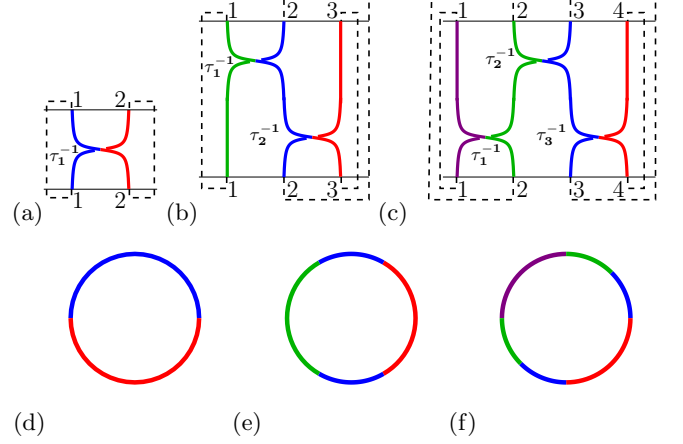 1 2 τ₁⁻¹ 1 2
(a)
1 2 3 τ₁⁻¹ τ₂⁻¹ 1 2 3
(b)
1 2 3 4 τ₂⁻¹ τ₁⁻¹ τ₃⁻¹ 1 2 3 4
(c)
(d) (e) (f)